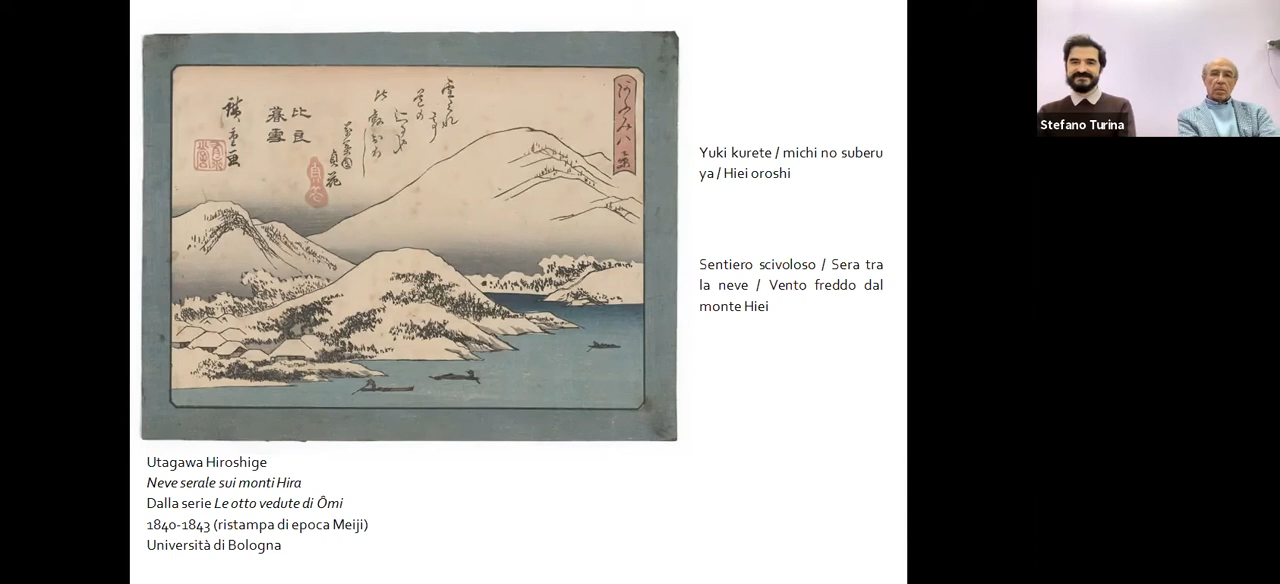 比良
暮雪
Stefano Turina
Yuki kurete / michi no suberu
ya / Hiei oroshi
Sentiero scivoloso / Sera tra
la neve / Vento freddo dal
monte Hiei
Utagawa Hiroshige
Neve serale sui monti Hira
Dalla serie Le otto vedute di Ōmi
1840-1843 (ristampa di epoca Meiji)
Università di Bologna